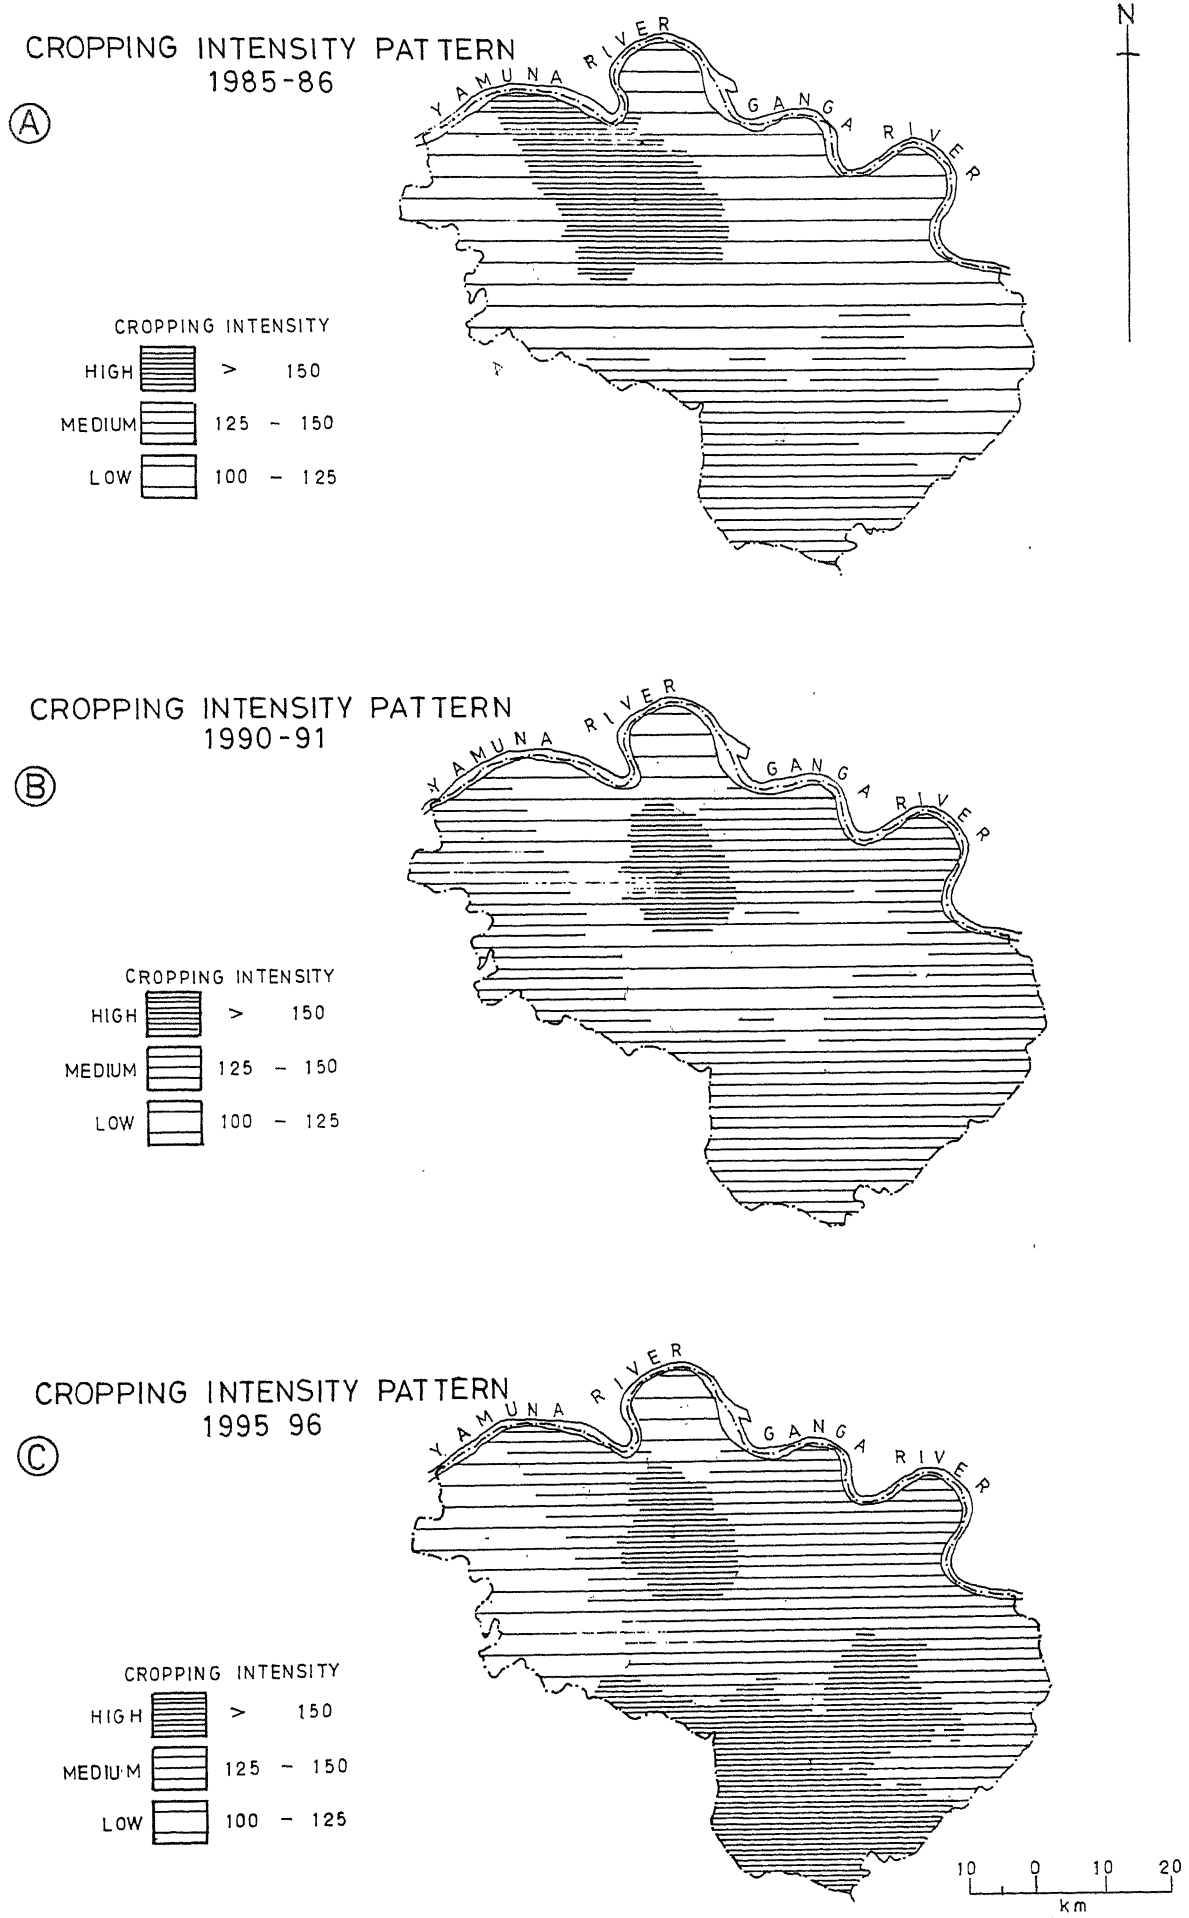 N
CROPPING INTENSITY PATTERN
1985-86
A
YAMUNA RIVER
GANGA RIVER
CROPPING INTENSITY
HIGH > 150
MEDIUM 125 - 150
LOW 100 - 125
CROPPING INTENSITY PATTERN
1990-91
B
YAMUNA RIVER
GANGA RIVER
CROPPING INTENSITY
HIGH > 150
MEDIUM 125 - 150
LOW 100 - 125
CROPPING INTENSITY PATTERN
1995 96
C
YAMUNA RIVER
GANGA RIVER
CROPPING INTENSITY
HIGH > 150
MEDIUM 125 - 150
LOW 100 - 125
10 0 10 20
km